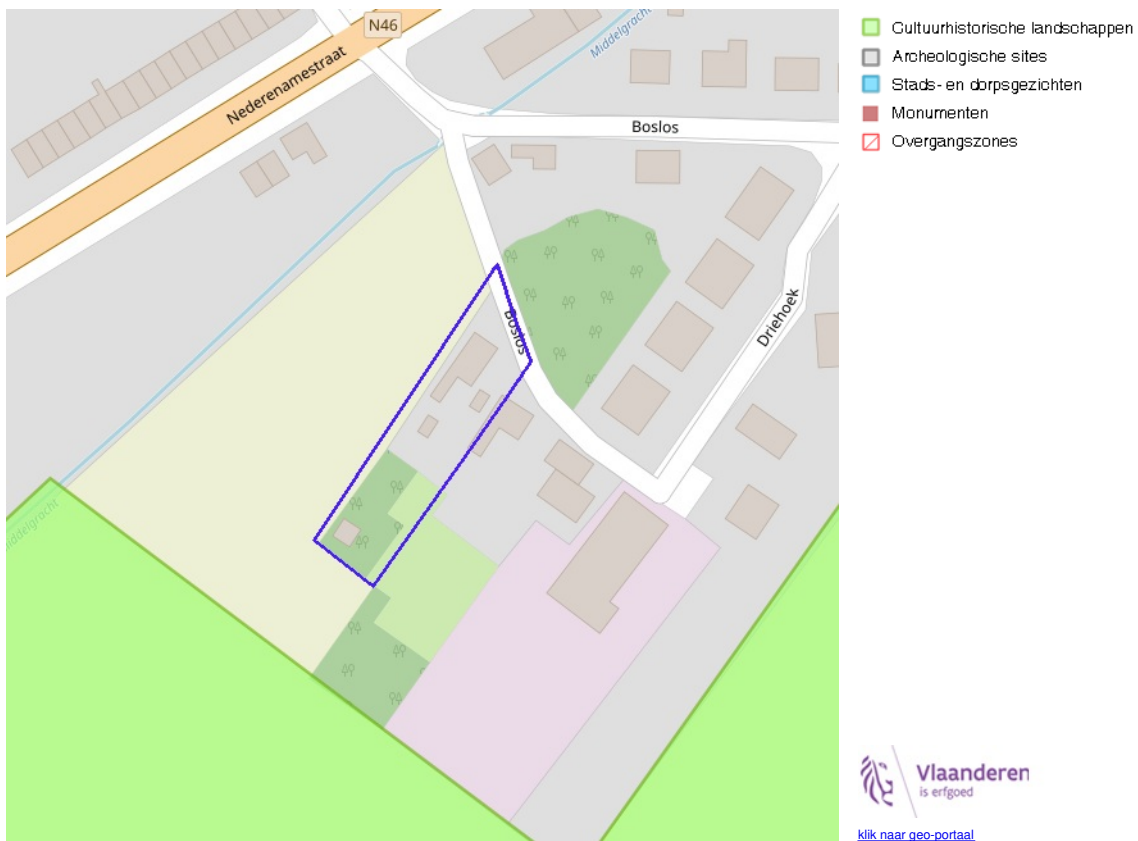 N46
Nederenamestraat
Middelgracht
Boslos
Boslos
Driehoek
Middelgracht
Cultuurhistorische landschappen
Archeologische sites
Stads- en dorpsgezichten
Monumenten
Overgangszones
Vlaanderen
is erfgoed
klik naar geo-portaal